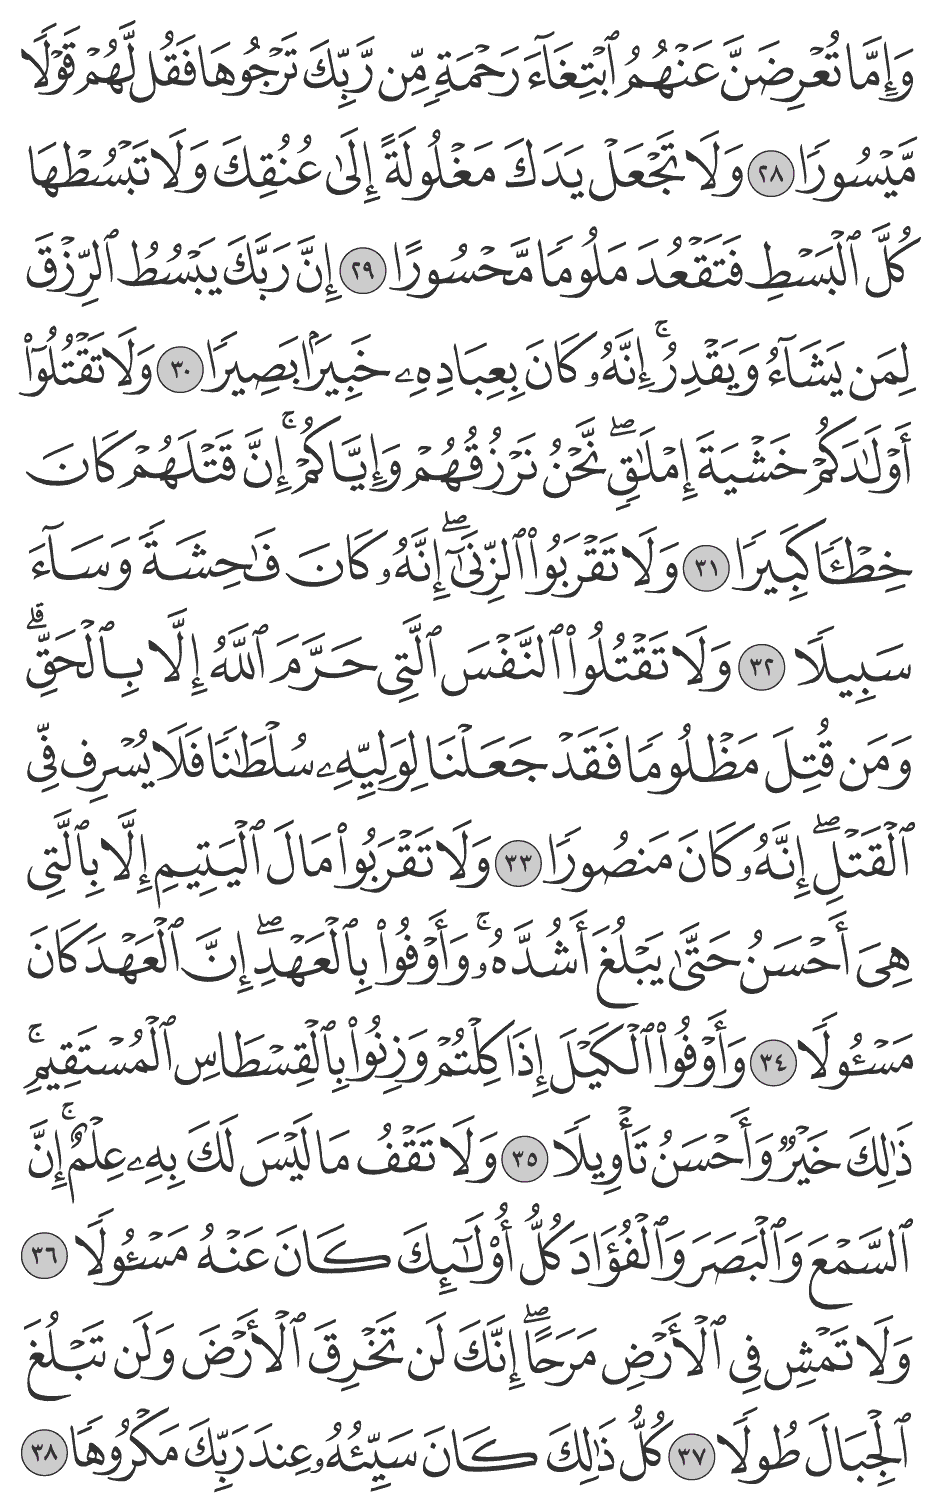 وَإِمَّا تُعْرِضَنَّ عَنْهُمُ ٱبْتِغَآءَ رَحْمَةٍ مِّن رَّبِّكَ تَرْجُوهَا فَقُل لَّهُمْ قَوْلًا
مَّيْسُورًا ٢٨ وَلَا تَجْعَلْ يَدَكَ مَغْلُولَةً إِلَىٰ عُنُقِكَ وَلَا تَبْسُطْهَا
كُلَّ ٱلْبَسْطِ فَتَقْعُدَ مَلُومًا مَّحْسُورًا ٢٩ إِنَّ رَبَّكَ يَبْسُطُ ٱلرِّزْقَ
لِمَن يَشَآءُ وَيَقْدِرُ ۚ إِنَّهُۥ كَانَ بِعِبَادِهِۦ خَبِيرًۢا بَصِيرًا ٣٠ وَلَا تَقْتُلُوٓا۟
أَوْلَـٰدَكُمْ خَشْيَةَ إِمْلَـٰقٍ ۖ نَّحْنُ نَرْزُقُهُمْ وَإِيَّاكُمْ ۚ إِنَّ قَتْلَهُمْ كَانَ
خِطْـًٔا كَبِيرًا ٣١ وَلَا تَقْرَبُوا۟ ٱلزِّنَىٰٓ ۖ إِنَّهُۥ كَانَ فَـٰحِشَةً وَسَآءَ
سَبِيلًا ٣٢ وَلَا تَقْتُلُوا۟ ٱلنَّفْسَ ٱلَّتِى حَرَّمَ ٱللَّهُ إِلَّا بِٱلْحَقِّ ۗ
وَمَن قُتِلَ مَظْلُومًا فَقَدْ جَعَلْنَا لِوَلِيِّهِۦ سُلْطَـٰنًا فَلَا يُسْرِف فِّى
ٱلْقَتْلِ ۖ إِنَّهُۥ كَانَ مَنصُورًا ٣٣ وَلَا تَقْرَبُوا۟ مَالَ ٱلْيَتِيمِ إِلَّا بِٱلَّتِى
هِىَ أَحْسَنُ حَتَّىٰ يَبْلُغَ أَشُدَّهُۥ ۚ وَأَوْفُوا۟ بِٱلْعَهْدِ ۖ إِنَّ ٱلْعَهْدَ كَانَ
مَسْـُٔولًا ٣٤ وَأَوْفُوا۟ ٱلْكَيْلَ إِذَا كِلْتُمْ وَزِنُوا۟ بِٱلْقِسْطَاسِ ٱلْمُسْتَقِيمِ ۚ
ذَٰلِكَ خَيْرٌ وَأَحْسَنُ تَأْوِيلًا ٣٥ وَلَا تَقْفُ مَا لَيْسَ لَكَ بِهِۦ عِلْمٌ ۚ إِنَّ
ٱلسَّمْعَ وَٱلْبَصَرَ وَٱلْفُؤَادَ كُلُّ أُو۟لَـٰٓئِكَ كَانَ عَنْهُ مَسْـُٔولًا ٣٦
وَلَا تَمْشِ فِى ٱلْأَرْضِ مَرَحًا ۖ إِنَّكَ لَن تَخْرِقَ ٱلْأَرْضَ وَلَن تَبْلُغَ
ٱلْجِبَالَ طُولًا ٣٧ كُلُّ ذَٰلِكَ كَانَ سَيِّئُهُۥ عِندَ رَبِّكَ مَكْرُوهًا ٣٨